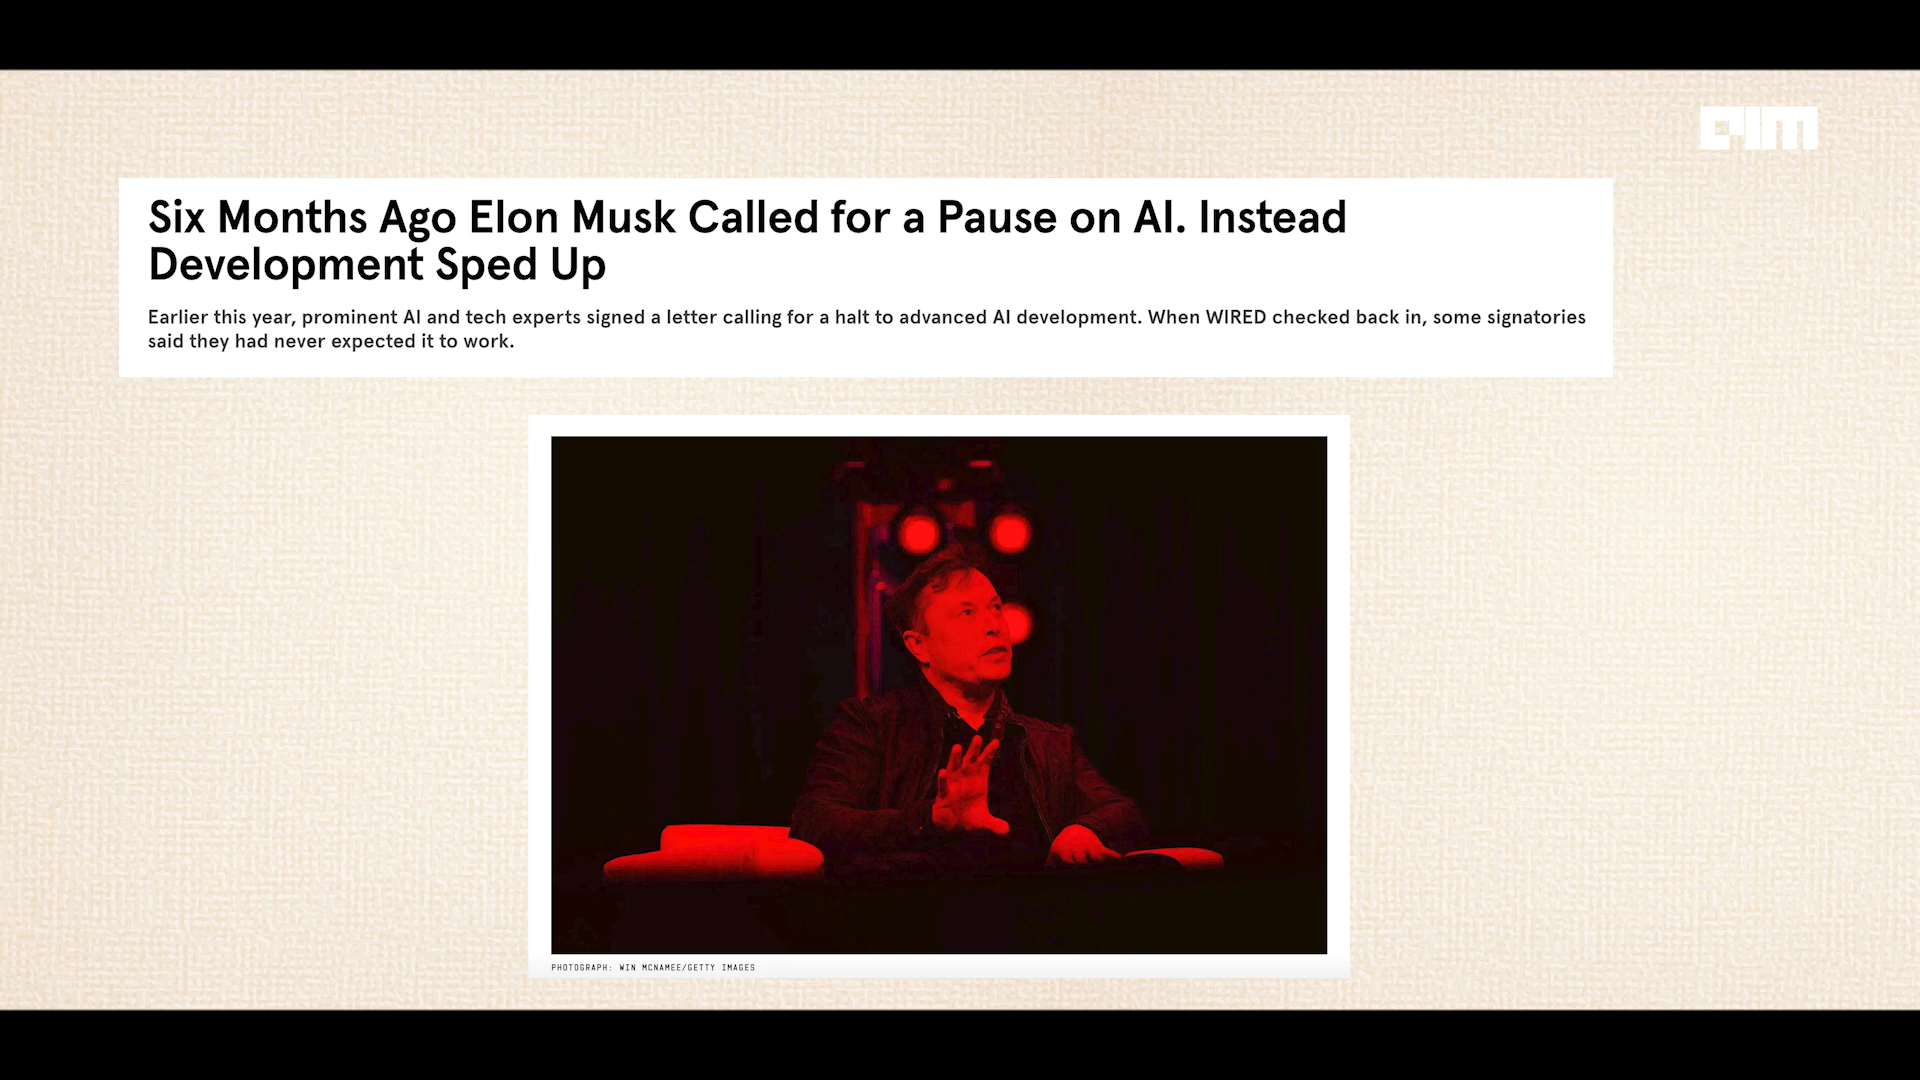 aim
Six Months Ago Elon Musk Called for a Pause on AI. Instead
Development Sped Up
Earlier this year, prominent AI and tech experts signed a letter calling for a halt to advanced AI development. When WIRED checked back in, some signatories
said they had never expected it to work.
PHOTOGRAPH: WIN MCNAMEE/GETTY IMAGES